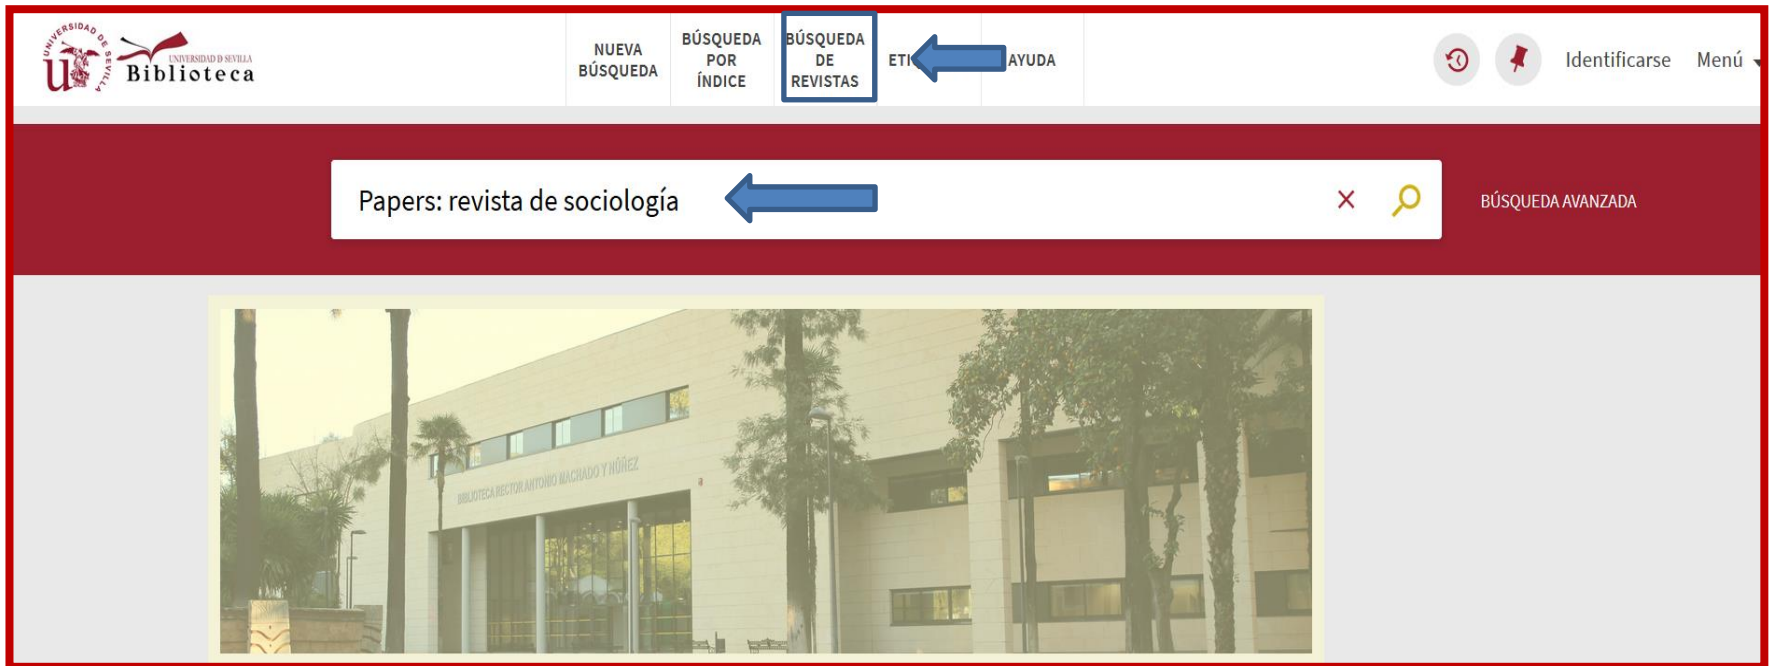 UNIVERSIDAD DE SEVILLA
UNIVERSIDAD D SEVILLA
Biblioteca
NUEVA
BÚSQUEDA
BÚSQUEDA
POR
ÍNDICE
BÚSQUEDA
DE
REVISTAS
AYUDA
Identificarse
Menú
Papers: revista de sociología
BÚSQUEDA AVANZADA
BIBLIOTECA RECTOR ANTONIO MACHADO Y NÚÑEZ